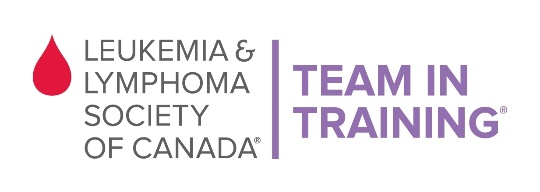 LEUKEMIA &
LYMPHOMA
SOCIETY
OF CANADA®
TEAM IN
TRAINING®